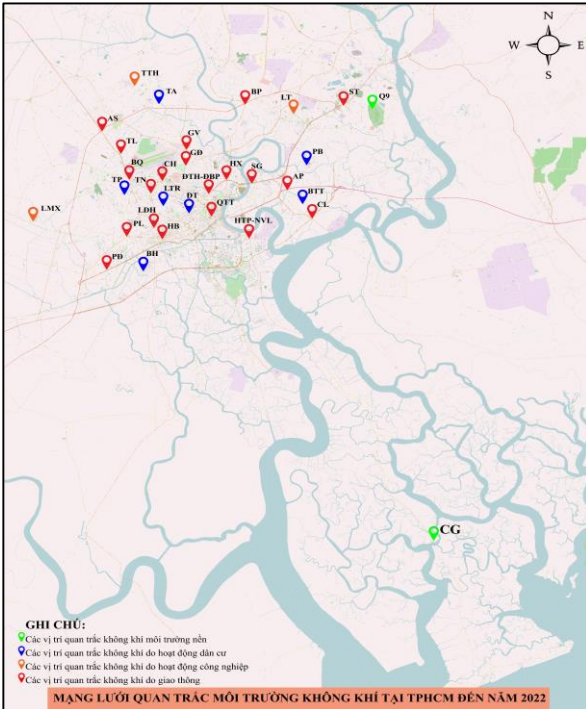 N
W E
S
TTH
TA
BP
LT
ST
Q9
AS
TL
GV
GĐ
PB
BQ
CH
HX
SG
TP
TN
ĐTH-ĐBP
AP
LTR
BTT
ĐT
QTT
CL
LMX
LĐH
PL
HB
HTP-NVL
PĐ
BH
CG
GHI CHÚ:
Các vị trí quan trắc không khí môi trường nền
Các vị trí quan trắc không khí do hoạt động dân cư
Các vị trí quan trắc không khí do hoạt động công nghiệp
Các vị trí quan trắc không khí do giao thông
MẠNG LƯỚI QUAN TRẮC MÔI TRƯỜNG KHÔNG KHÍ TẠI TPHCM ĐẾN NĂM 2022